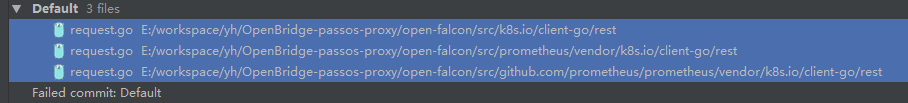 Default 3 files
request.go E:/workspace/yh/OpenBridge-passos-proxy/open-falcon/src/k8s.io/client-go/rest
request.go E:/workspace/yh/OpenBridge-passos-proxy/open-falcon/src/prometheus/vendor/k8s.io/client-go/rest
request.go E:/workspace/yh/OpenBridge-passos-proxy/open-falcon/src/github.com/prometheus/prometheus/vendor/k8s.io/client-go/rest
Failed commit: Default